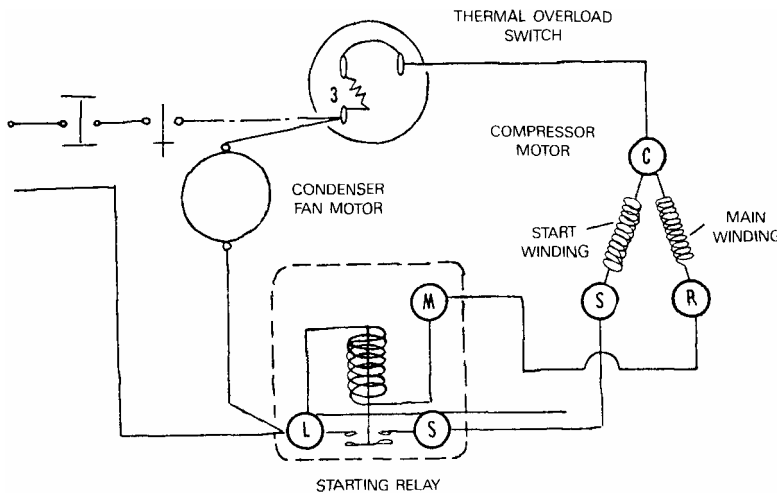 THERMAL OVERLOAD
SWITCH
3
COMPRESSOR
MOTOR
C
CONDENSER
FAN MOTOR
START
WINDING
MAIN
WINDING
M
S
R
L
S
STARTING RELAY